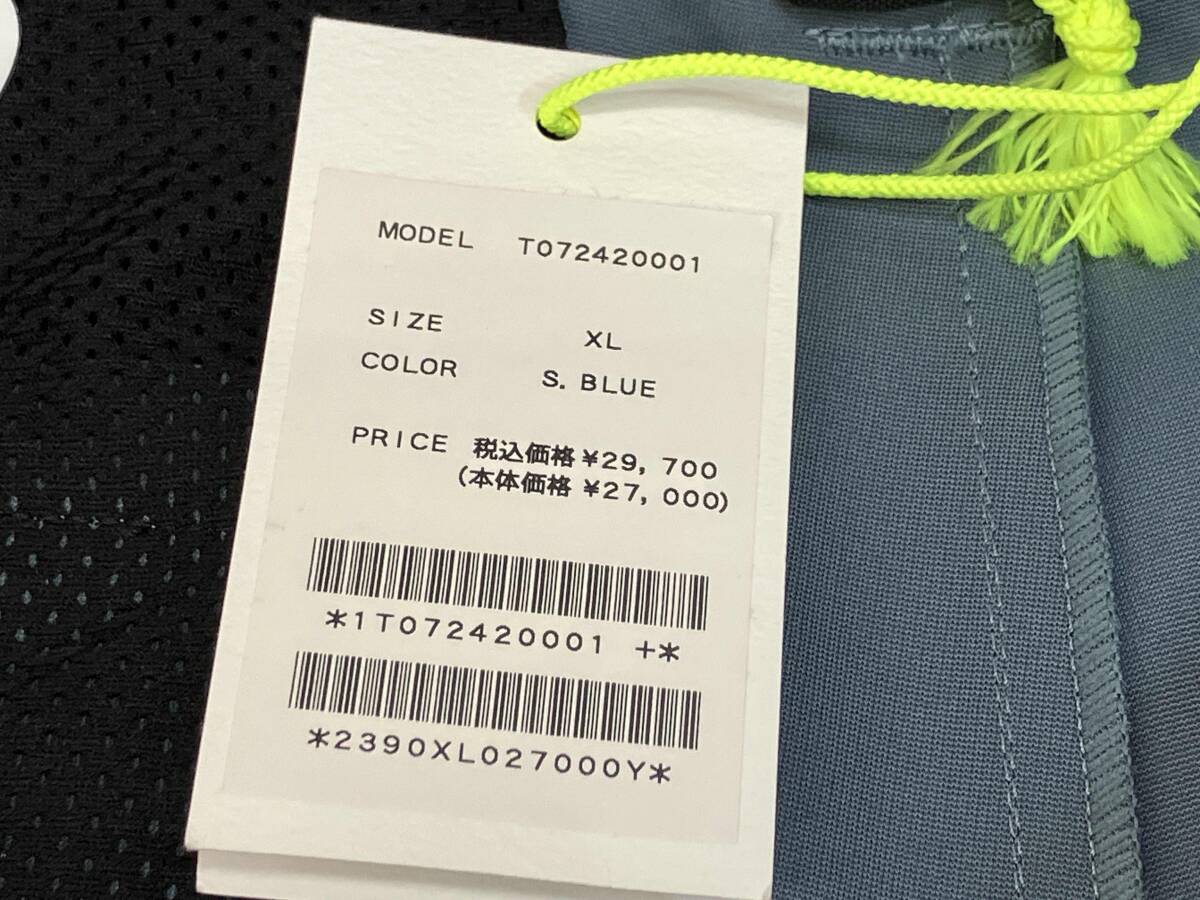 MODEL T072420001
SIZE XL
COLOR S. BLUE
PRICE 税込価格 ¥29, 700
(本体価格 ¥27, 000)
*1T072420001 +*
*2390XL027000Y*